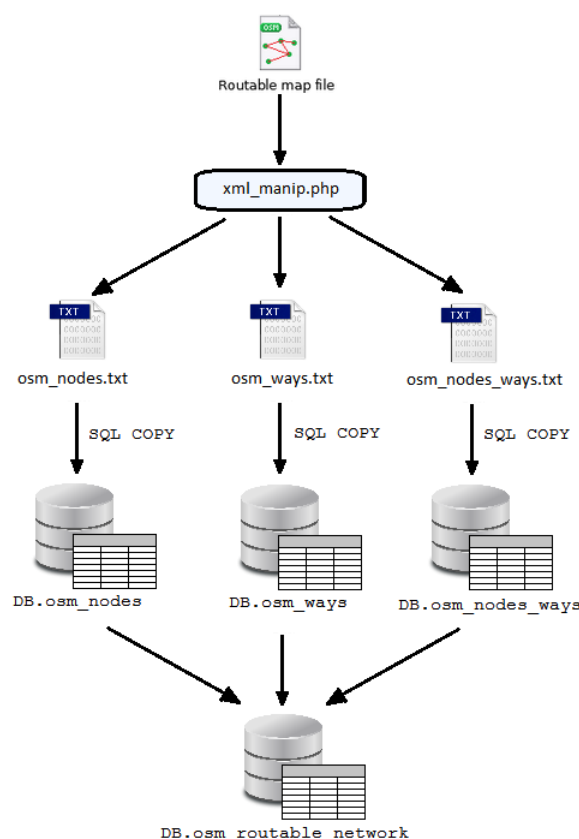 OSM
Routable map file
xml_manip.php
TXT
TXT
TXT
osm_nodes.txt
osm_ways.txt
osm_nodes_ways.txt
SQL COPY
SQL COPY
SQL COPY
DB.osm_nodes
DB.osm_ways
DB.osm_nodes_ways
DB.osm_routable_network